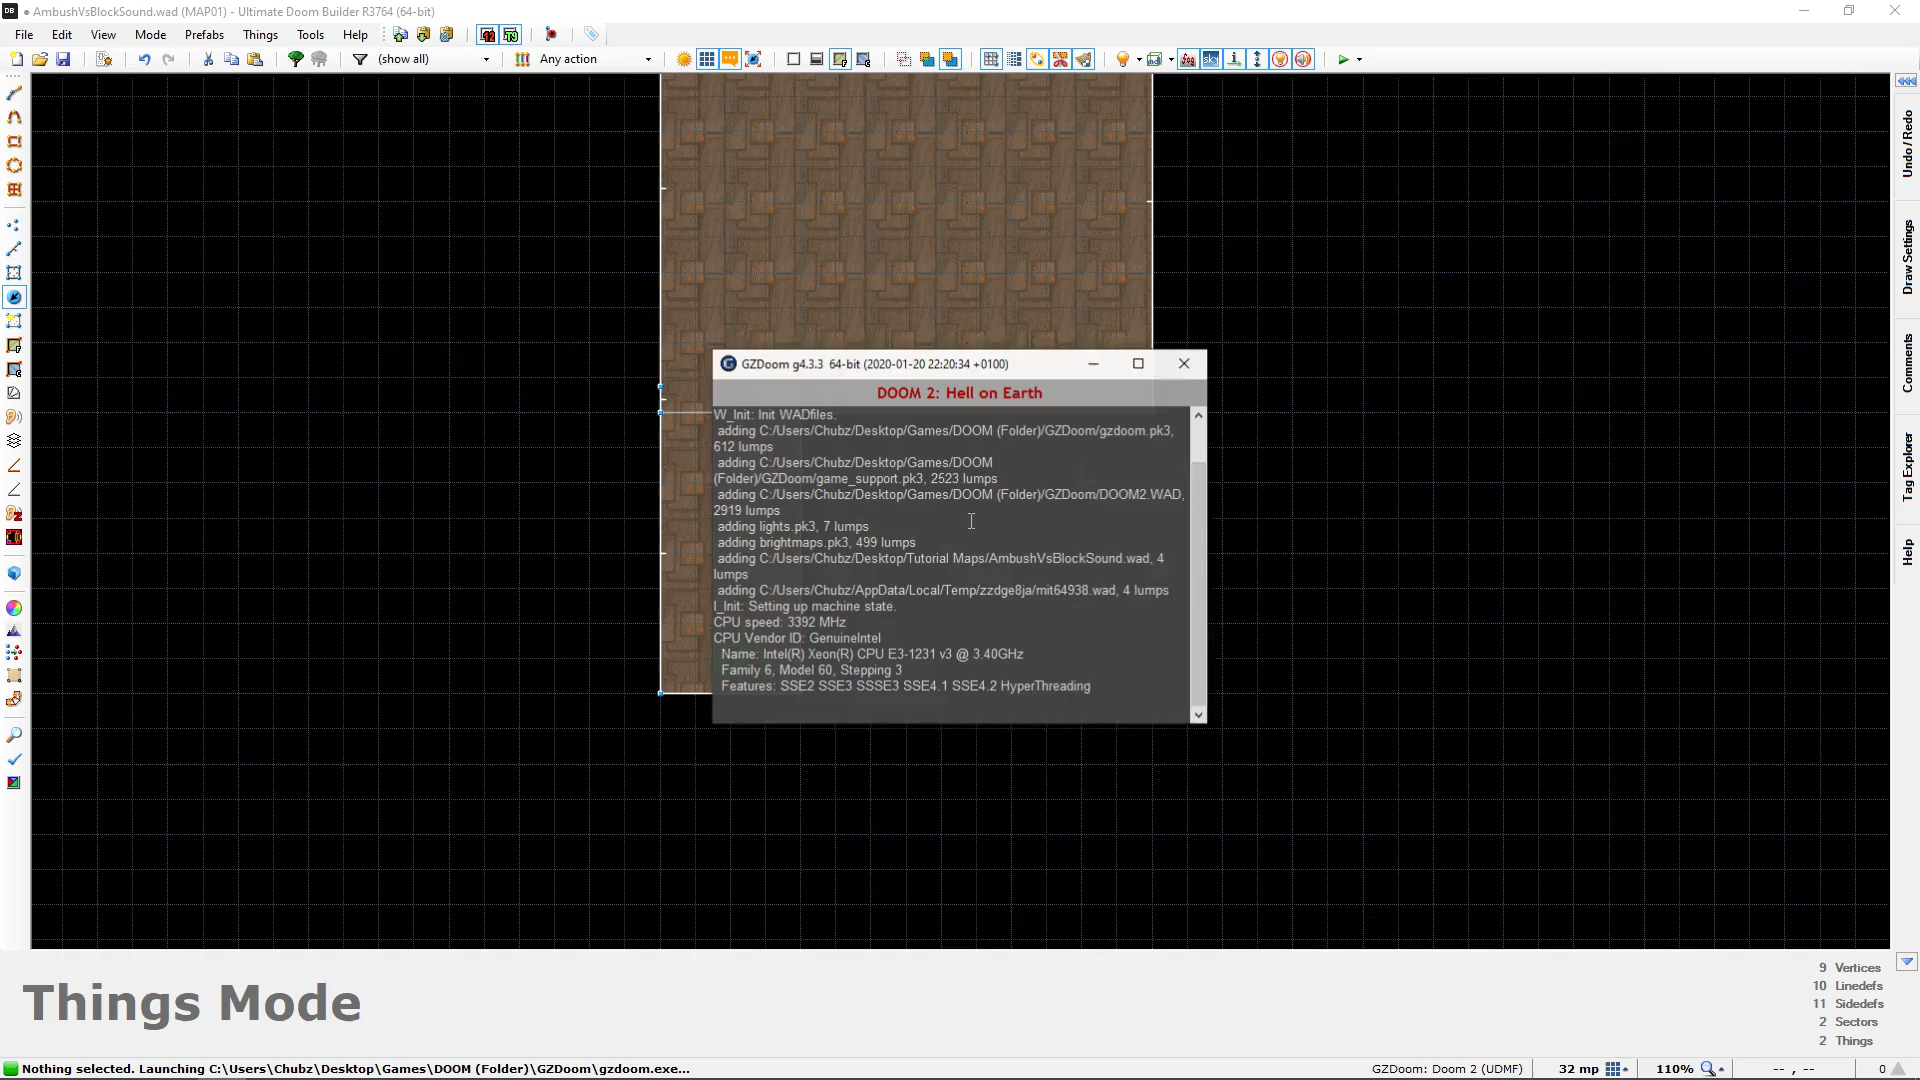 AmbushVsBlockSound.wad (MAP01) - Ultimate Doom Builder R3764 (64-bit)
File Edit View Mode Prefabs Things Tools Help
(show all) Any action
Undo / Redo
Draw Settings
Comments
Tag Explorer
Help
GZDoom g4.3.3 64-bit (2020-01-20 22:20:34 +0100)
DOOM 2: Hell on Earth
W_Init: Init WADfiles.
adding C:/Users/Chubz/Desktop/Games/DOOM (Folder)/GZDoom/gzdoom.pk3,
612 lumps
adding C:/Users/Chubz/Desktop/Games/DOOM
(Folder)/GZDoom/game_support.pk3, 2523 lumps
adding C:/Users/Chubz/Desktop/Games/DOOM (Folder)/GZDoom/DOOM2.WAD,
2919 lumps
adding lights.pk3, 7 lumps
adding brightmaps.pk3, 499 lumps
adding C:/Users/Chubz/Desktop/Tutorial Maps/AmbushVsBlockSound.wad, 4
lumps
adding C:/Users/Chubz/AppData/Local/Temp/zzdge8ja/mit64938.wad, 4 lumps
I_Init: Setting up machine state.
CPU speed: 3392 MHz
CPU Vendor ID: GenuineIntel
Name: Intel(R) Xeon(R) CPU E3-1231 v3 @ 3.40GHz
Family 6, Model 60, Stepping 3
Features: SSE2 SSE3 SSSE3 SSE4.1 SSE4.2 HyperThreading
Things Mode
9 Vertices
10 Linedefs
11 Sidedefs
2 Sectors
2 Things
Nothing selected. Launching C:\Users\Chubz\Desktop\Games\DOOM (Folder)\GZDoom\gzdoom.exe... GZDoom: Doom 2 (UDMF) 32 mp 110% -- , -- 0